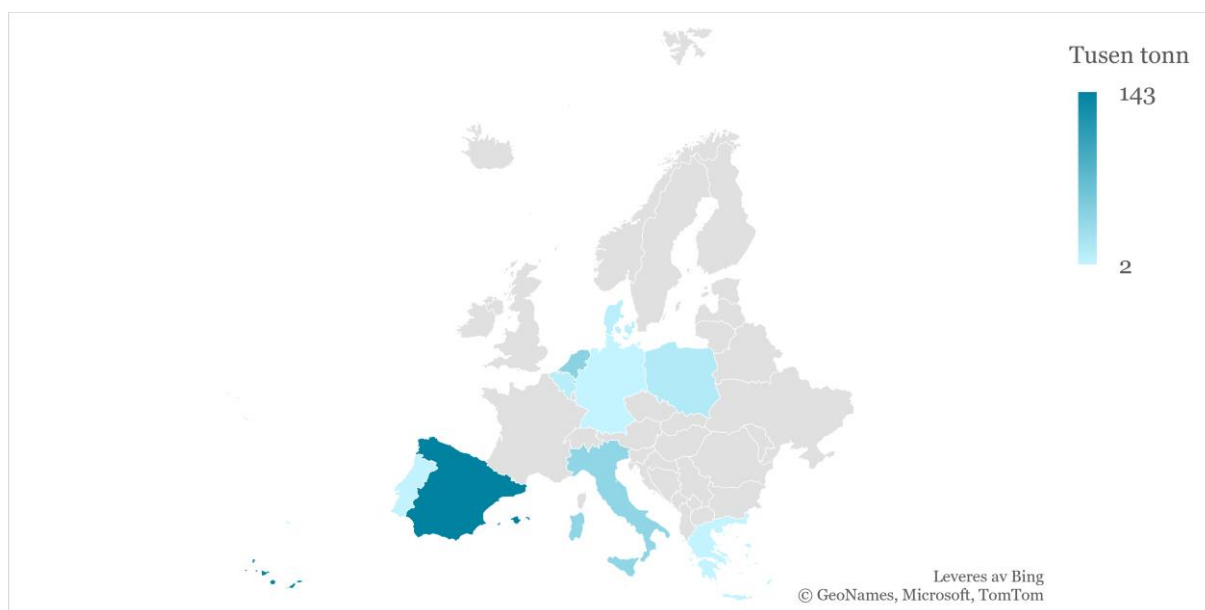 Tusen tonn
143
2
Leveres av Bing
© GeoNames, Microsoft, TomTom